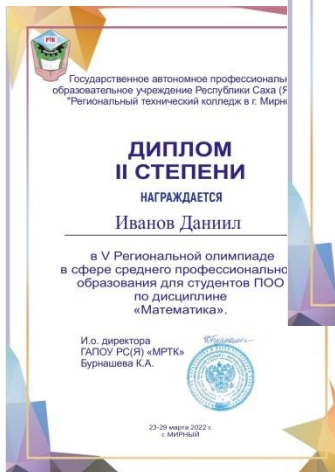 РТК
Государственное автономное профессиональн
образовательное учреждение Республики Саха (Я
"Региональный технический колледж в г. Мирн
ДИПЛОМ
II СТЕПЕНИ
НАГРАЖДАЕТСЯ
Иванов Даниил
в V Региональной олимпиаде
в сфере среднего профессионально
образования для студентов ПОО
по дисциплине
«Математика».
И.о. директора
ГАПОУ РС(Я) «МРТК»
Бурнашева К.А.
23-29 марта 2022 г.
г. МИРНЫЙ